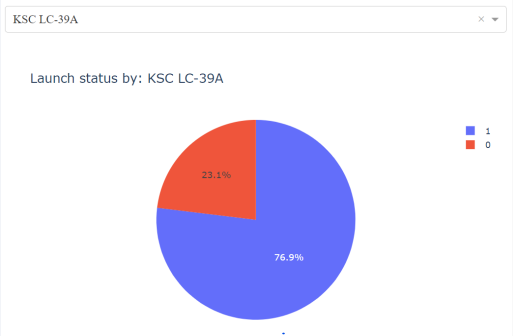 KSC LC-39A
Launch status by: KSC LC-39A
1
0
23.1%
76.9%